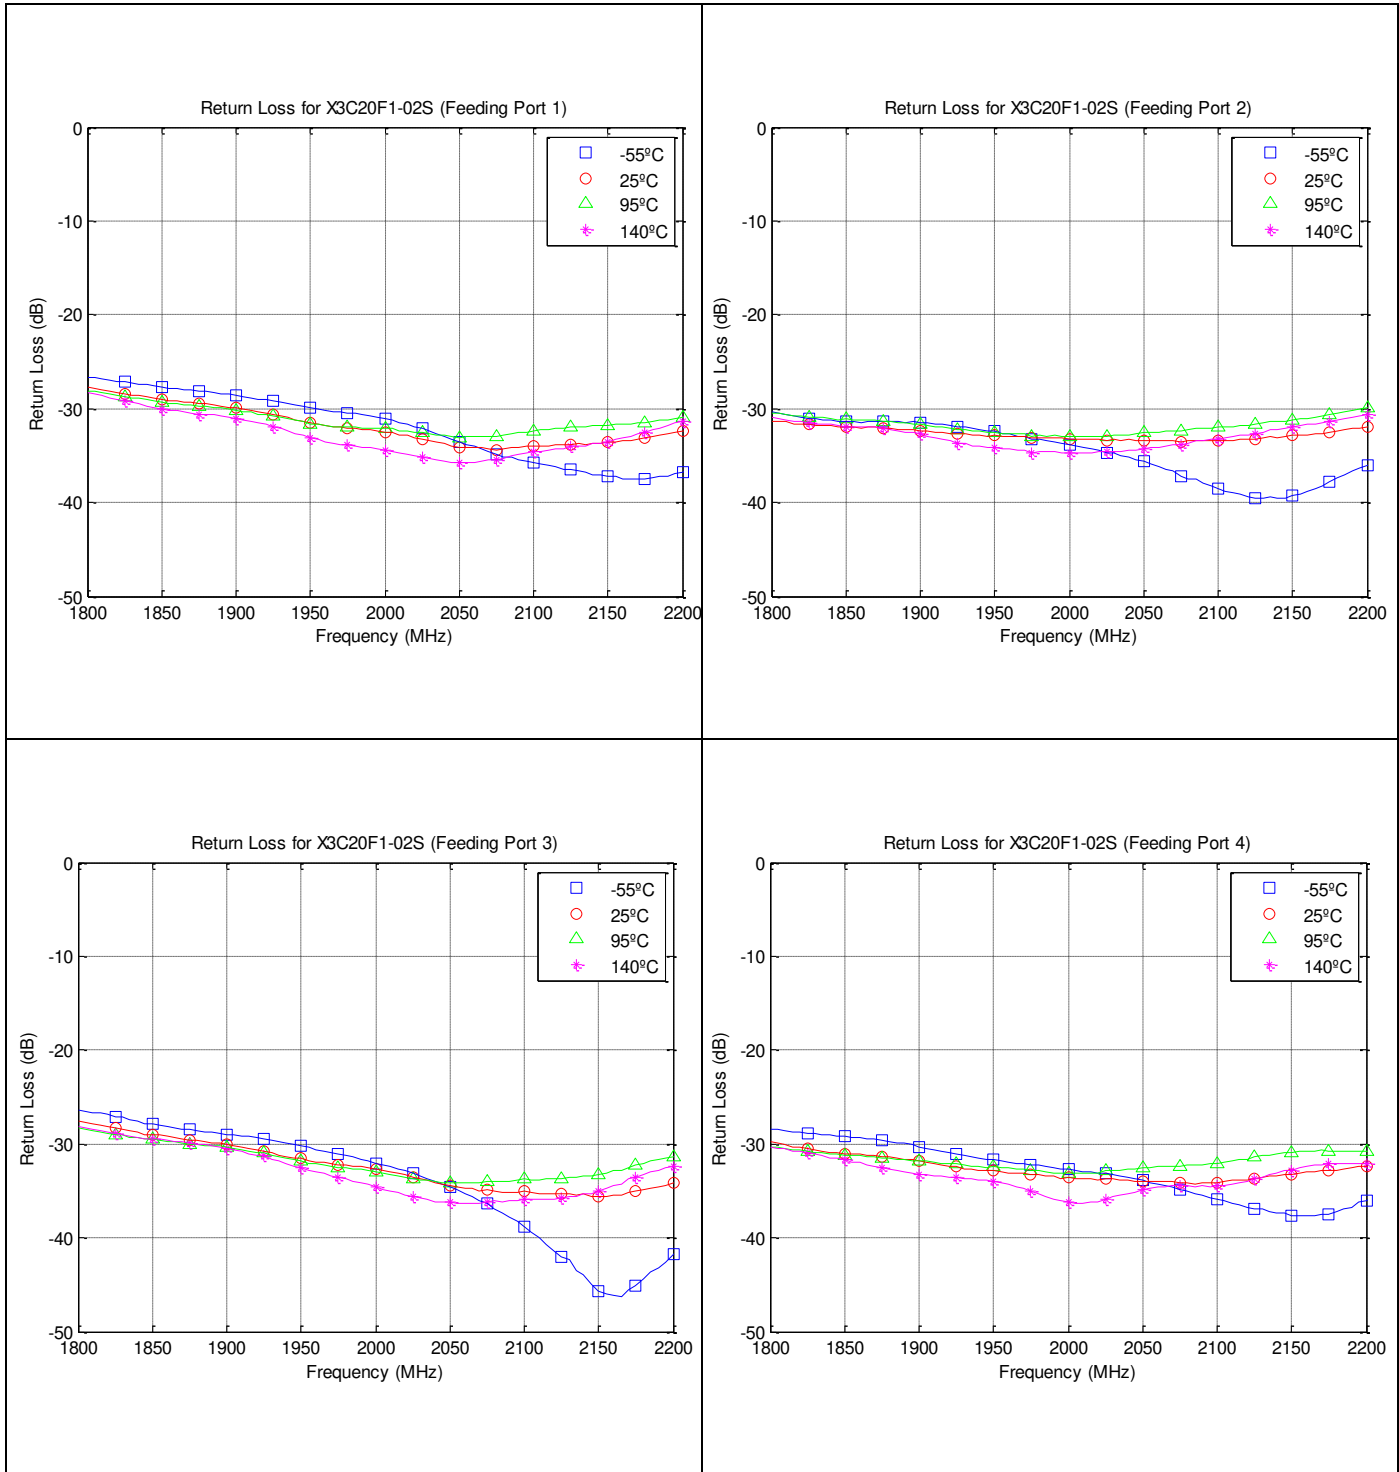 Return Loss for X3C20F1-02S (Feeding Port 1)
0
-10
-20
-30
-40
-50
Return Loss (dB)
-55ºC
25ºC
95ºC
140ºC
1800 1850 1900 1950 2000 2050 2100 2150 2200
Frequency (MHz)
Return Loss for X3C20F1-02S (Feeding Port 2)
0
-10
-20
-30
-40
-50
Return Loss (dB)
-55ºC
25ºC
95ºC
140ºC
1800 1850 1900 1950 2000 2050 2100 2150 2200
Frequency (MHz)
Return Loss for X3C20F1-02S (Feeding Port 3)
0
-10
-20
-30
-40
-50
Return Loss (dB)
-55ºC
25ºC
95ºC
140ºC
1800 1850 1900 1950 2000 2050 2100 2150 2200
Frequency (MHz)
Return Loss for X3C20F1-02S (Feeding Port 4)
0
-10
-20
-30
-40
-50
Return Loss (dB)
-55ºC
25ºC
95ºC
140ºC
1800 1850 1900 1950 2000 2050 2100 2150 2200
Frequency (MHz)